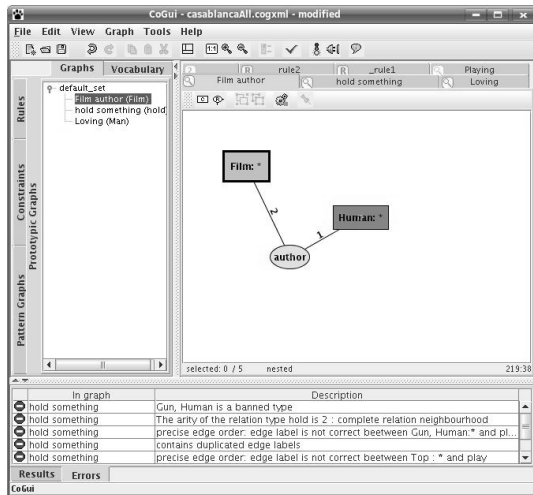 CoGui - casablancaAll.cogxml - modified
File Edit View Graph Tools Help
Graphs Vocabulary
Rules
Constraints
Pattern Graphs
Prototypic Graphs
default_set
Film author (Film)
hold something (hold
Loving (Man)
rule2 _rule1 Playing
Film author hold something Loving
Film: *
2
Human: *
1
author
selected: 0 / 5 nested 219:38
In graph Description
hold something Gun, Human is a banned type
hold something The arity of the relation type hold is 2 : complete relation neighbourhood
hold something precise edge order: edge label is not correct beetween Gun, Human:* and pl...
hold something contains duplicated edge labels
hold something precise edge order: edge label is not correct beetween Top : * and play
Results Errors
CoGui